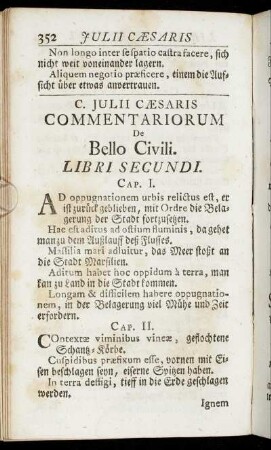 352 JULII CÆSARIS
Non longo inter se spatio castra facere, sich
nicht weit voneinander lagern.
Aliquem negotio præficere, einem die Auf-
sicht über etwas anvertrauen.
C. JULII CÆSARIS
COMMENTARIORUM
De
Bello Civili.
LIBRI SECUNDI.
CAP. I.
AD oppugnationem urbis relictus est, er
ist zurück geblieben, mit Ordre die Bela-
gerung der Stadt fortzusetzen.
Hac est aditus ad ostium fluminis, da gehet
man zu dem Außlauff deß Flusses.
Massilia mari adluitur, das Meer stoßt an
die Stadt Marsilien.
Aditum habet hoc oppidum à terra, man
kan zu Land in die Stadt kommen.
Longam & difficilem habere oppugnatio-
nem, in der Belagerung viel Mühe und Zeit
erfordern.
CAP. II.
COntextæ viminibus vineæ, geflochtene
Schantz-Körbe.
Cuspidibus præfixum esse, vornen mit Ei-
sen beschlagen seyn, eiserne Spitzen haben.
In terra defigi, tieff in die Erde geschlagen
werden.
Ignem